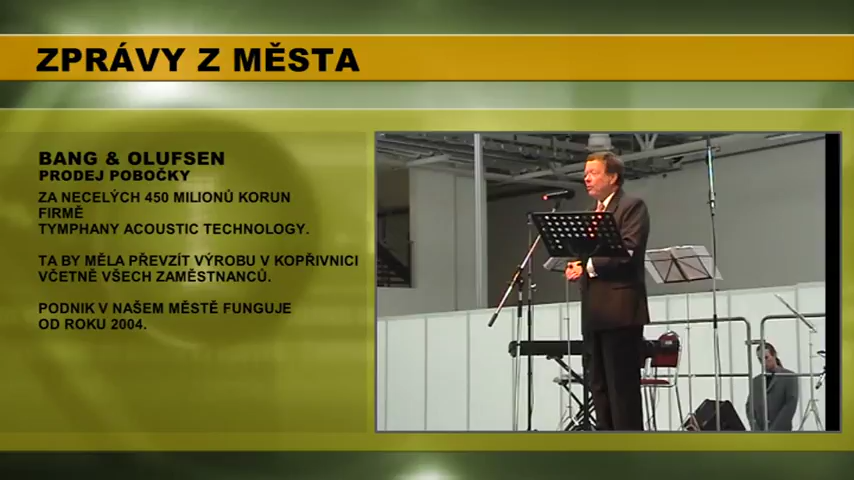 ZPRÁVY Z MĚSTA
BANG & OLUFSEN
PRODEJ POBOČKY
ZA NECELÝCH 450 MILIONŮ KORUN
FIRMĚ
TYMPHANY ACOUSTIC TECHNOLOGY.
TA BY MĚLA PŘEVZÍT VÝROBU V KOPŘIVNICI
VČETNĚ VŠECH ZAMĚSTNANCŮ.
PODNIK V NAŠEM MĚSTĚ FUNGUJE
OD ROKU 2004.